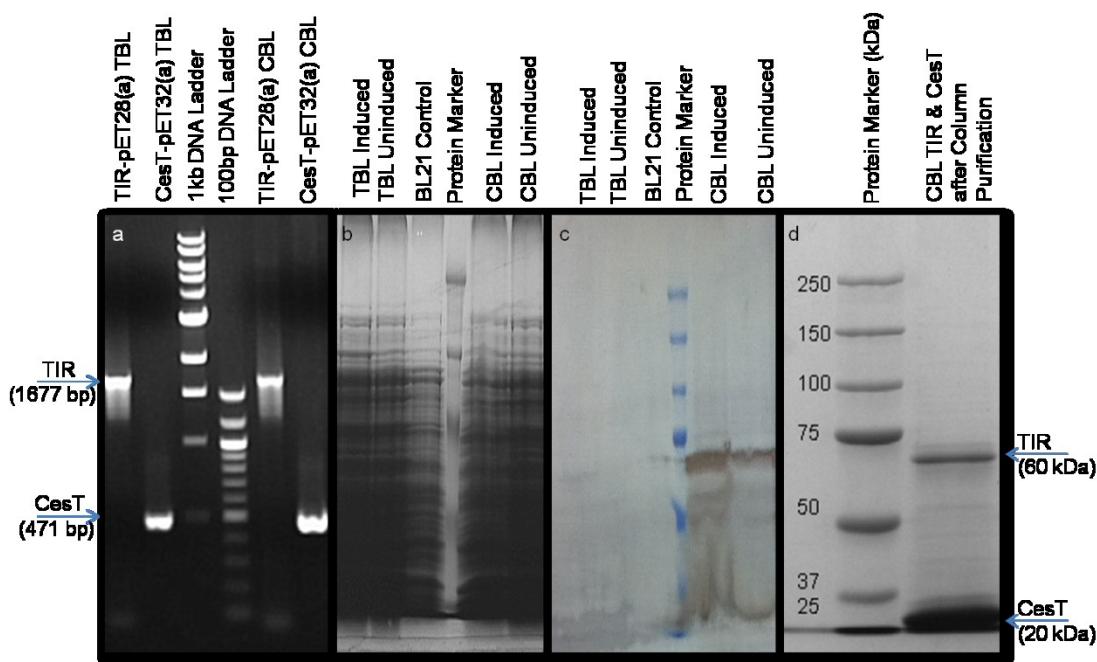 TIR-pET28(a) TBL
CesT-pET32(a) TBL
1kb DNA Ladder
100bp DNA Ladder
TIR-pET28(a) CBL
CesT-pET32(a) CBL
TBL Induced
TBL Uninduced
BL21 Control
Protein Marker
CBL Induced
CBL Uninduced
TBL Induced
TBL Uninduced
BL21 Control
Protein Marker
CBL Induced
CBL Uninduced
Protein Marker (kDa)
CBL TIR & CesT
after Column
Purification
a
b
c
d
TIR
(1677 bp)
CesT
(471 bp)
250
150
100
75
50
37
25
TIR
(60 kDa)
CesT
(20 kDa)